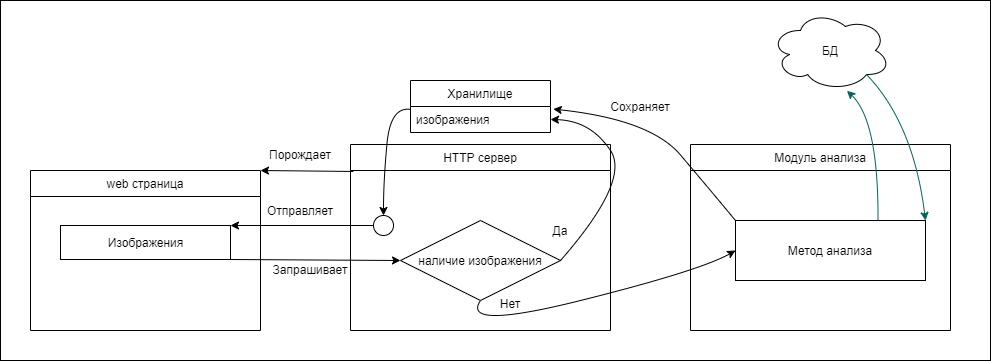 БД
Хранилище
изображения
Сохраняет
Порождает
HTTP сервер
Модуль анализа
web страница
Отправляет
Изображения
Да
наличие изображения
Метод анализа
Запрашивает
Нет